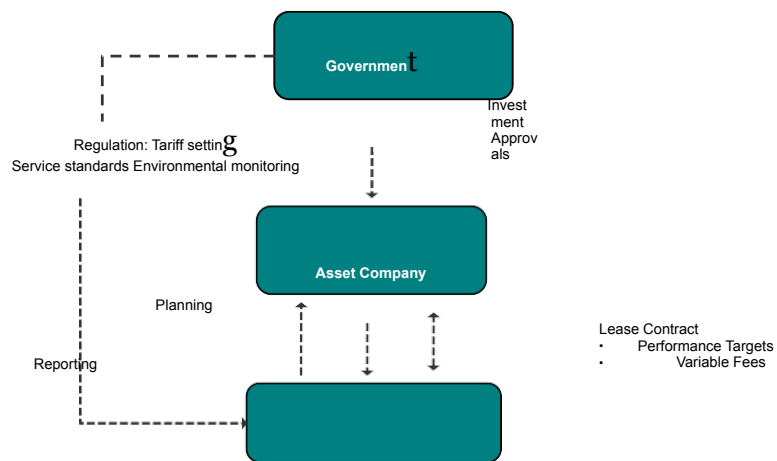 Government
Invest
ment
Approv
als
Regulation: Tariff setting
Service standards Environmental monitoring
Asset Company
Planning
Lease Contract
• Performance Targets
• Variable Fees
Reporting